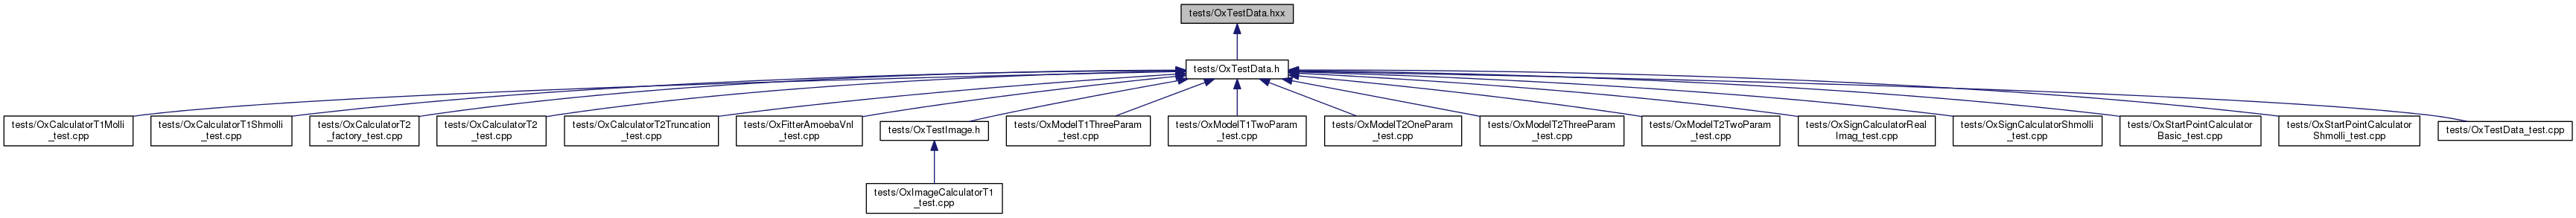 tests/OxTestData.hxx
tests/OxTestData.h
tests/OxCalculatorT1Molli
_test.cpp
tests/OxCalculatorT1Shmolli
_test.cpp
tests/OxCalculatorT2
_factory_test.cpp
tests/OxCalculatorT2
_test.cpp
tests/OxCalculatorT2Truncation
_test.cpp
tests/OxFitterAmoebaVnl
_test.cpp
tests/OxTestImage.h
tests/OxModelT1ThreeParam
_test.cpp
tests/OxModelT1TwoParam
_test.cpp
tests/OxModelT2OneParam
_test.cpp
tests/OxModelT2ThreeParam
_test.cpp
tests/OxModelT2TwoParam
_test.cpp
tests/OxSignCalculatorReal
Imag_test.cpp
tests/OxSignCalculatorShmolli
_test.cpp
tests/OxStartPointCalculator
Basic_test.cpp
tests/OxStartPointCalculator
Shmolli_test.cpp
tests/OxTestData_test.cpp
tests/OxImageCalculatorT1
_test.cpp